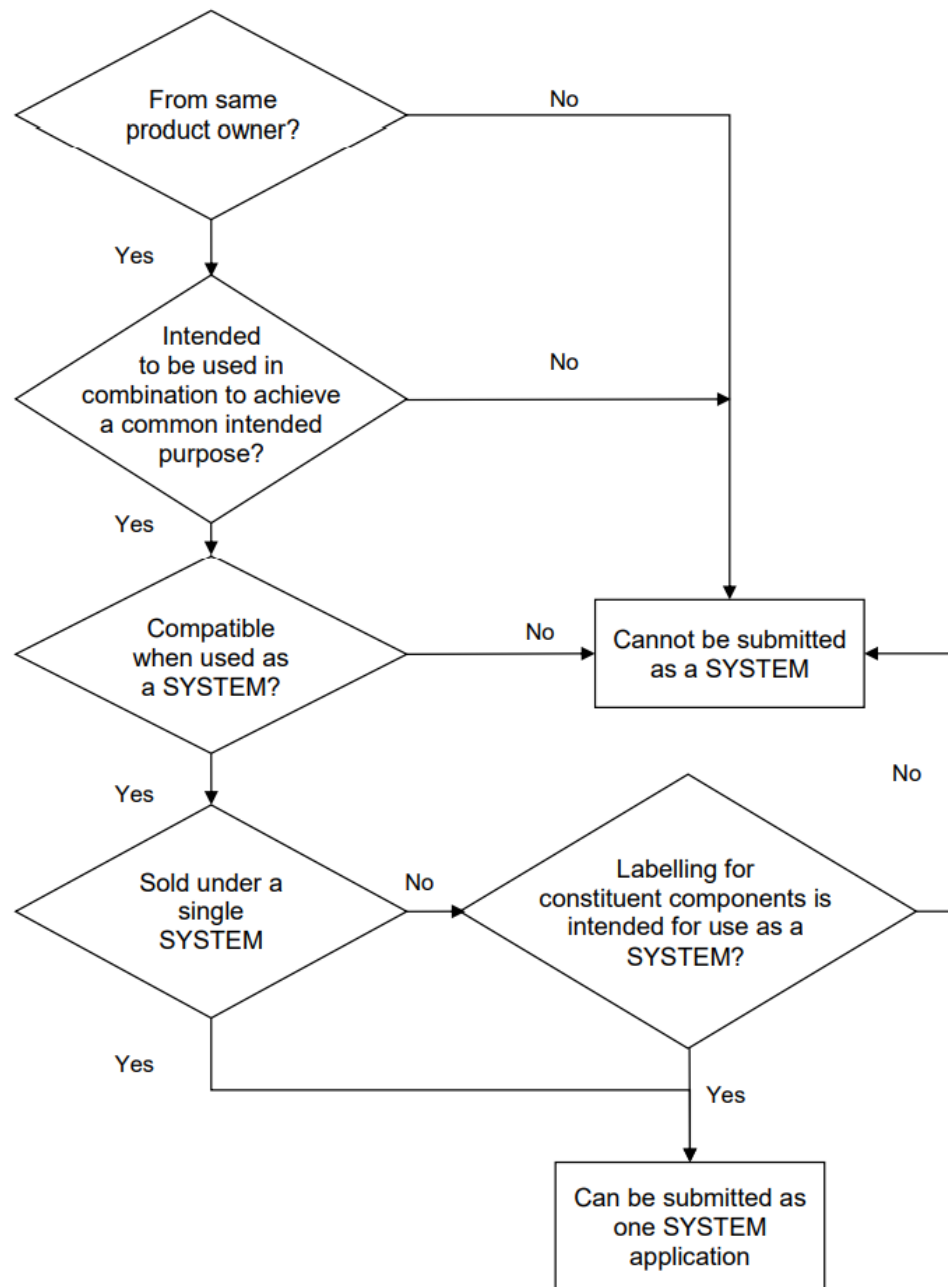 From same
product owner?
No
Yes
Intended
to be used in
combination to achieve
a common intended
purpose?
No
Yes
Compatible
when used as
a SYSTEM?
No
Cannot be submitted
as a SYSTEM
Yes
No
Sold under a
single
SYSTEM
No
Labelling for
constituent components is
intended for use as a
SYSTEM?
Yes
Yes
Can be submitted as
one SYSTEM
application